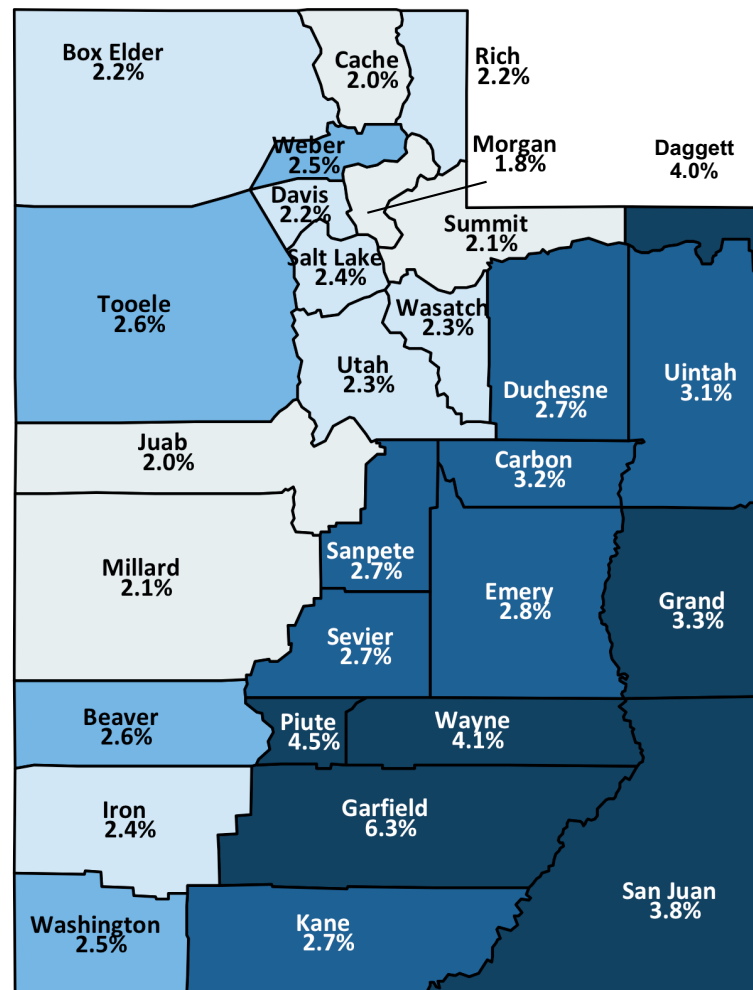 Box Elder
2.2%
Cache
2.0%
Rich
2.2%
Weber
2.5%
Morgan
1.8%
Daggett
4.0%
Davis
2.2%
Summit
2.1%
Salt Lake
2.4%
Tooele
2.6%
Wasatch
2.3%
Utah
2.3%
Duchesne
2.7%
Uintah
3.1%
Juab
2.0%
Carbon
3.2%
Millard
2.1%
Sanpete
2.7%
Emery
2.8%
Grand
3.3%
Sevier
2.7%
Beaver
2.6%
Piute
4.5%
Wayne
4.1%
Iron
2.4%
Garfield
6.3%
San Juan
3.8%
Washington
2.5%
Kane
2.7%